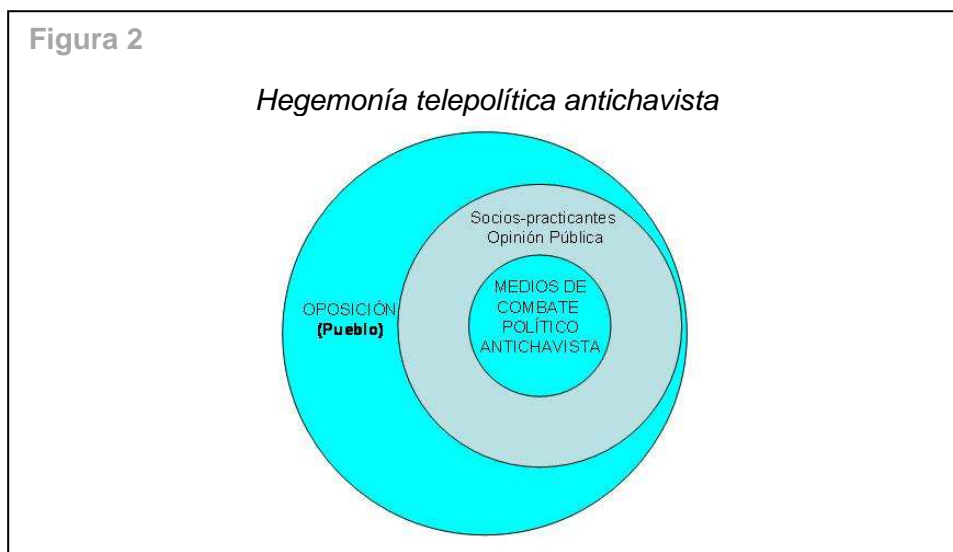 Figura 2
Hegemonía telepolítica antichavista
Socios-practicantes
Opinión Pública
MEDIOS DE
COMBATE
POLÍTICO
ANTICHAVISTA
OPOSICIÓN
(Pueblo)